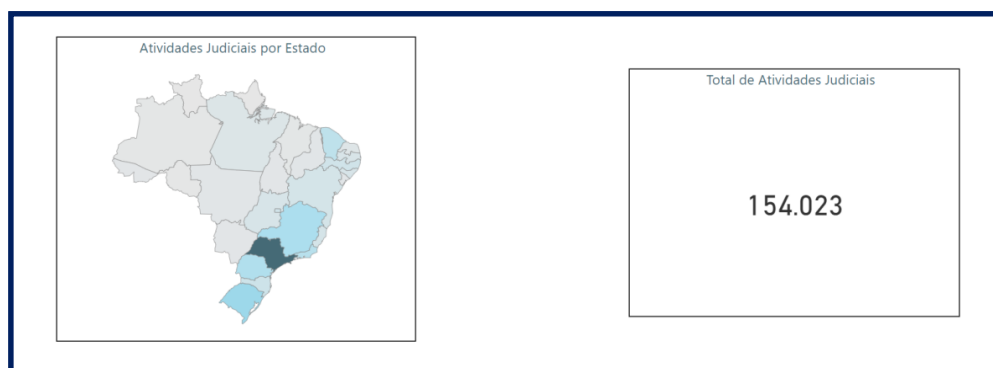 Atividades Judiciais por Estado
Total de Atividades Judiciais
154.023